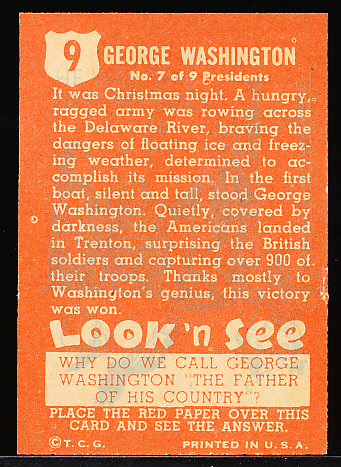 9 GEORGE WASHINGTON
No. 7 of 9 Presidents
It was Christmas night. A hungry,
ragged army was rowing across
the Delaware River, braving the
dangers of floating ice and freez-
ing weather, determined to ac-
complish its mission. In the first
boat, silent and tall, stood George
Washington. Quietly, covered by
darkness, the Americans landed
in Trenton, surprising the British
soldiers and capturing over 900 of
their troops. Thanks mostly to
Washington's genius, this victory
was won.
LOOK 'n SEE
WHY DO WE CALL GEORGE
WASHINGTON "THE FATHER
OF HIS COUNTRY"?
PLACE THE RED PAPER OVER THIS
CARD AND SEE THE ANSWER.
© T. C. G. PRINTED IN U. S. A.